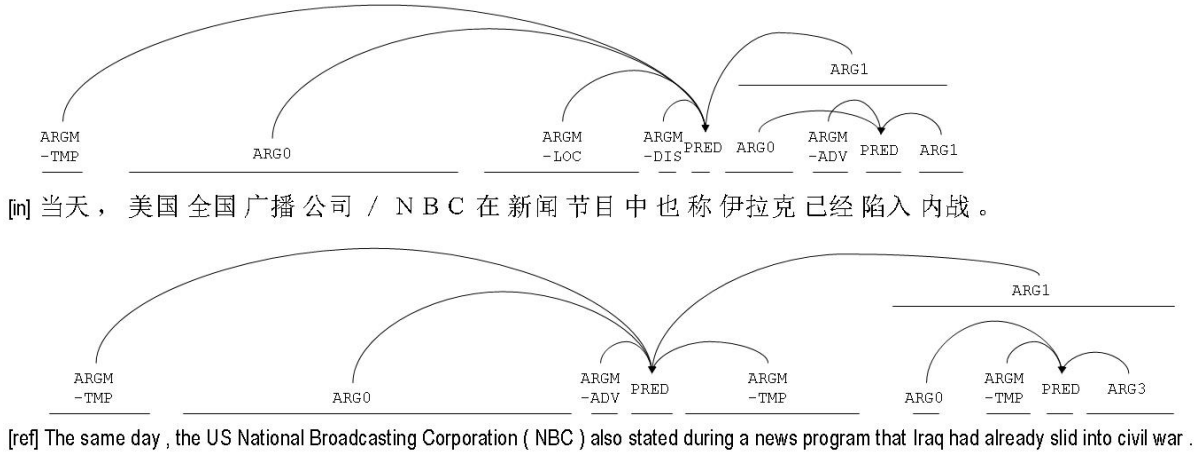 ARG1
ARGM
-TMP
ARG0
ARGM
-LOC
ARGM
-DIS
PRED
ARG0
ARGM
-ADV
PRED
ARG1
[in] 当天 ， 美国 全国 广播 公司 / N B C 在 新闻 节目 中 也 称 伊拉克 已经 陷入 内战 。
ARG1
ARGM
-TMP
ARG0
ARGM
-ADV
PRED
ARGM
-TMP
ARG0
ARGM
-TMP
PRED
ARG3
[ref] The same day , the US National Broadcasting Corporation ( NBC ) also stated during a news program that Iraq had already slid into civil war .